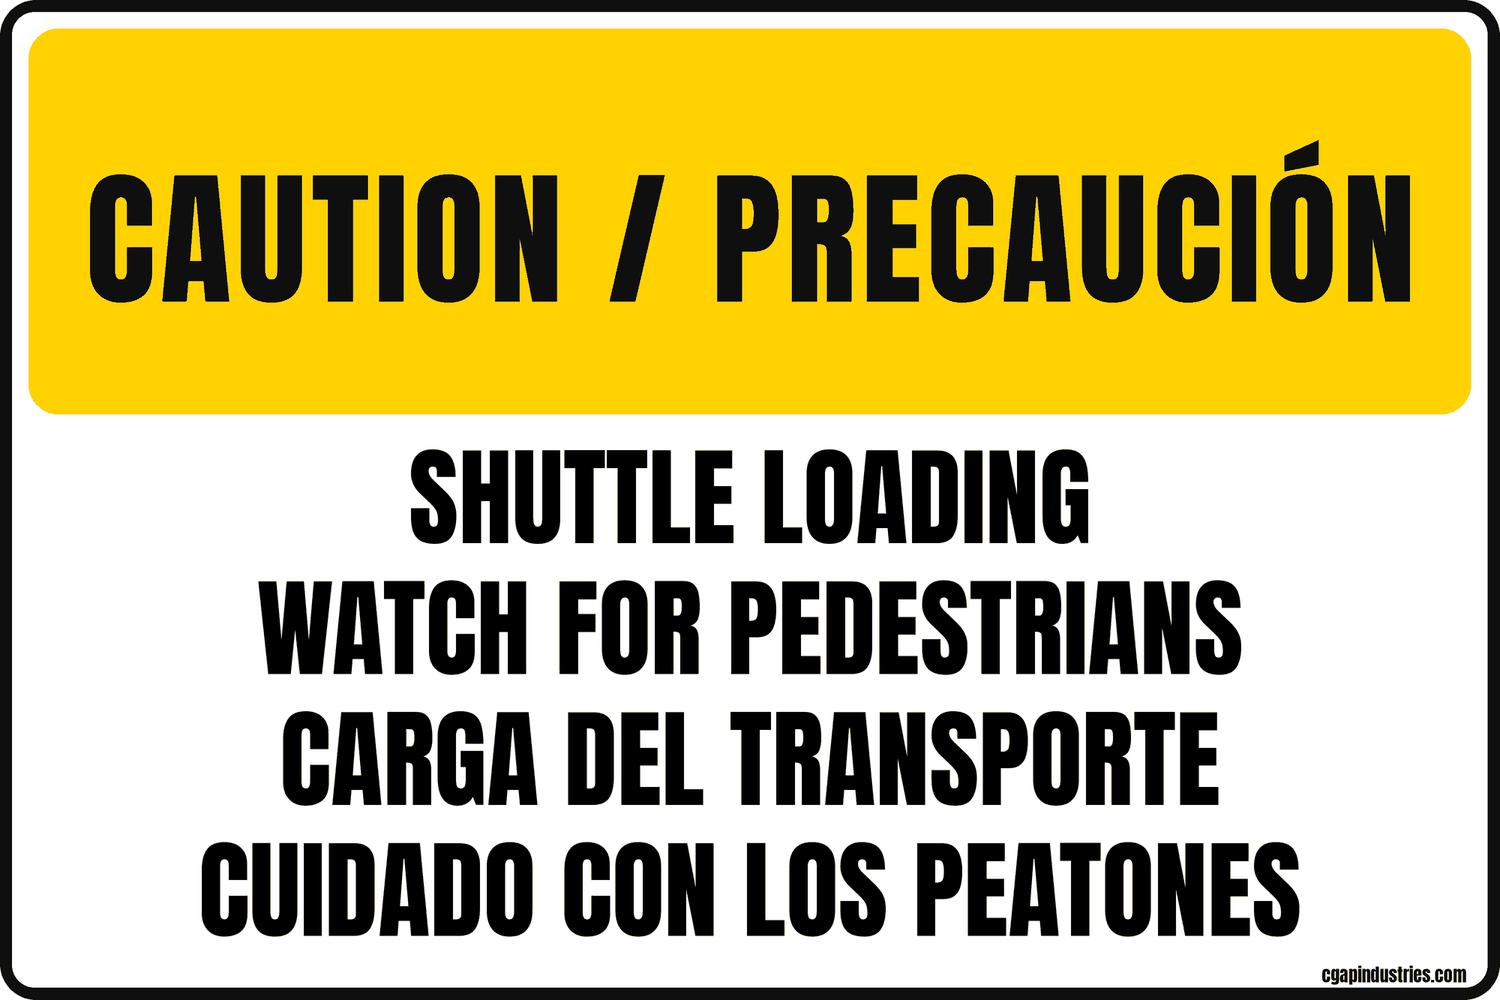 CAUTION / PRECAUCIÓN
SHUTTLE LOADING
WATCH FOR PEDESTRIANS
CARGA DEL TRANSPORTE
CUIDADO CON LOS PEATONES
cgapindustries.com